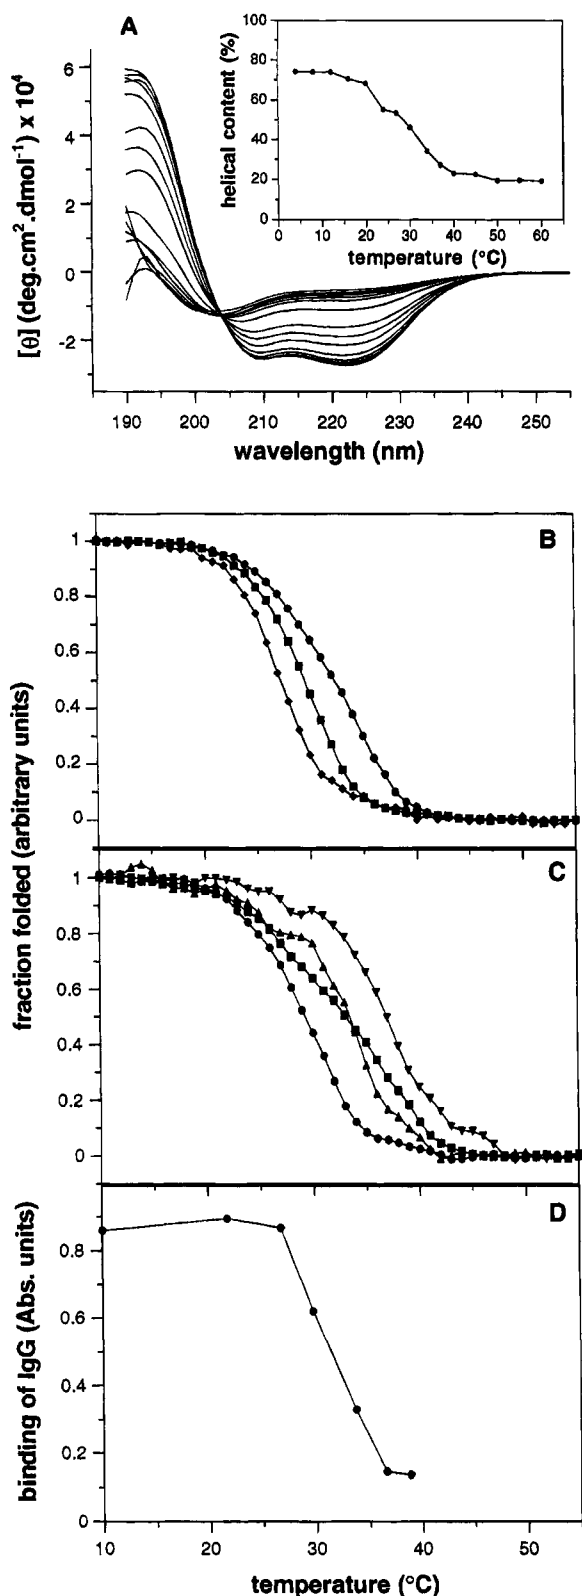 A
[θ] (deg.cm².dmol⁻¹) x 10⁴
6
4
2
0
-2
190 200 210 220 230 240 250
wavelength (nm)
helical content (%)
100
80
60
40
20
0
0 10 20 30 40 50 60
temperature (°C)
fraction folded (arbitrary units)
B
1
0.8
0.6
0.4
0.2
0
C
1
0.8
0.6
0.4
0.2
0
D
binding of IgG (Abs. units)
0.8
0.6
0.4
0.2
0
10 20 30 40 50
temperature (°C)